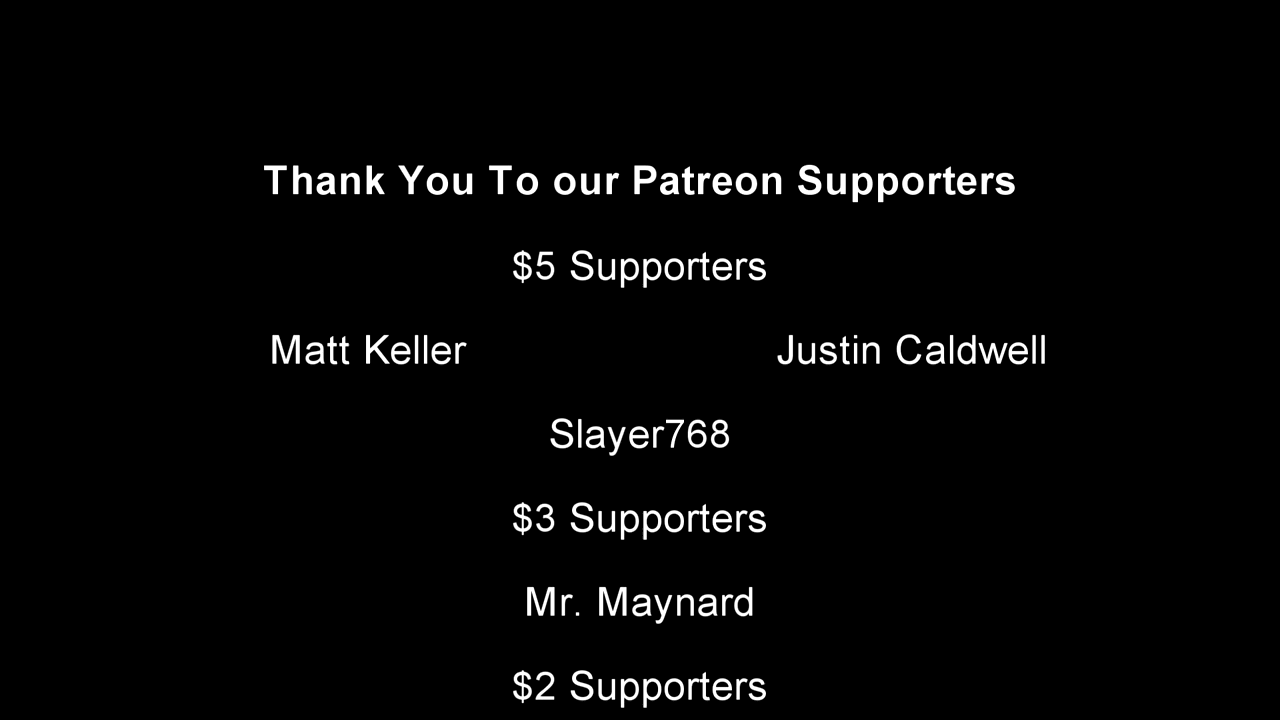 Thank You To our Patreon Supporters
$5 Supporters
Matt Keller Justin Caldwell
Slayer768
$3 Supporters
Mr. Maynard
$2 Supporters